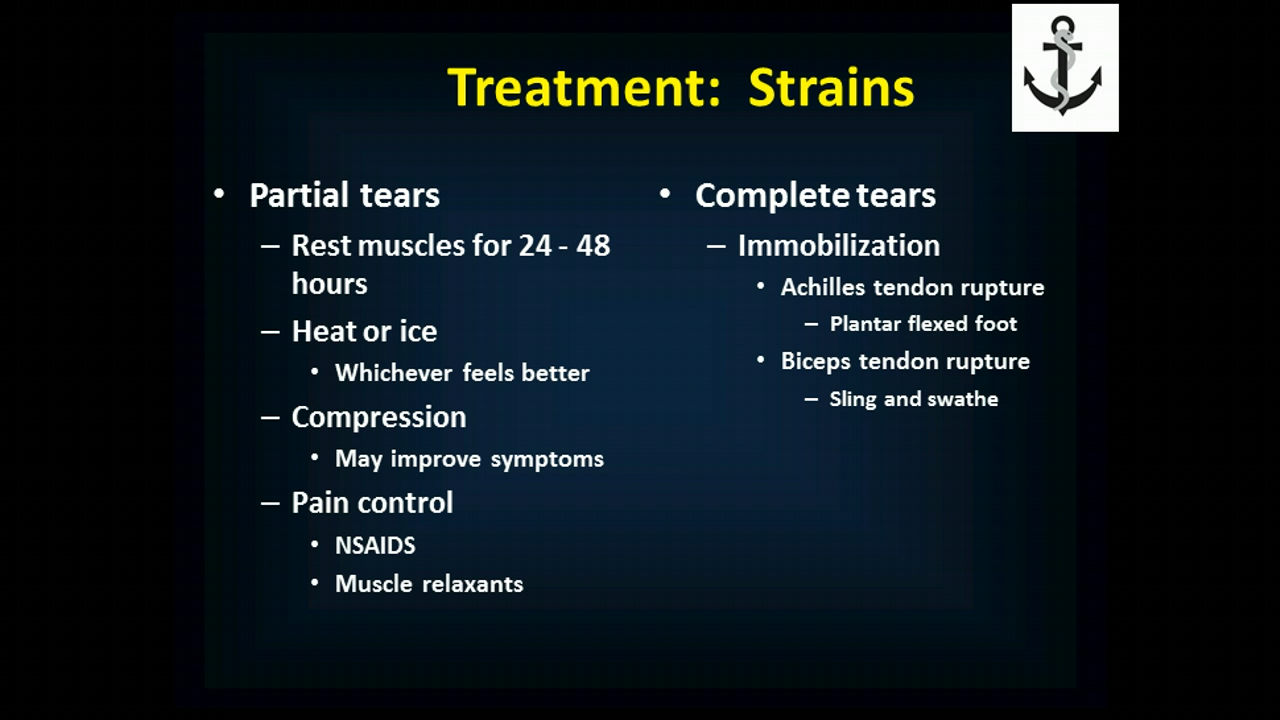 Treatment: Strains
• Partial tears
– Rest muscles for 24 - 48
hours
– Heat or ice
• Whichever feels better
– Compression
• May improve symptoms
– Pain control
• NSAIDS
• Muscle relaxants
• Complete tears
– Immobilization
• Achilles tendon rupture
– Plantar flexed foot
• Biceps tendon rupture
– Sling and swathe